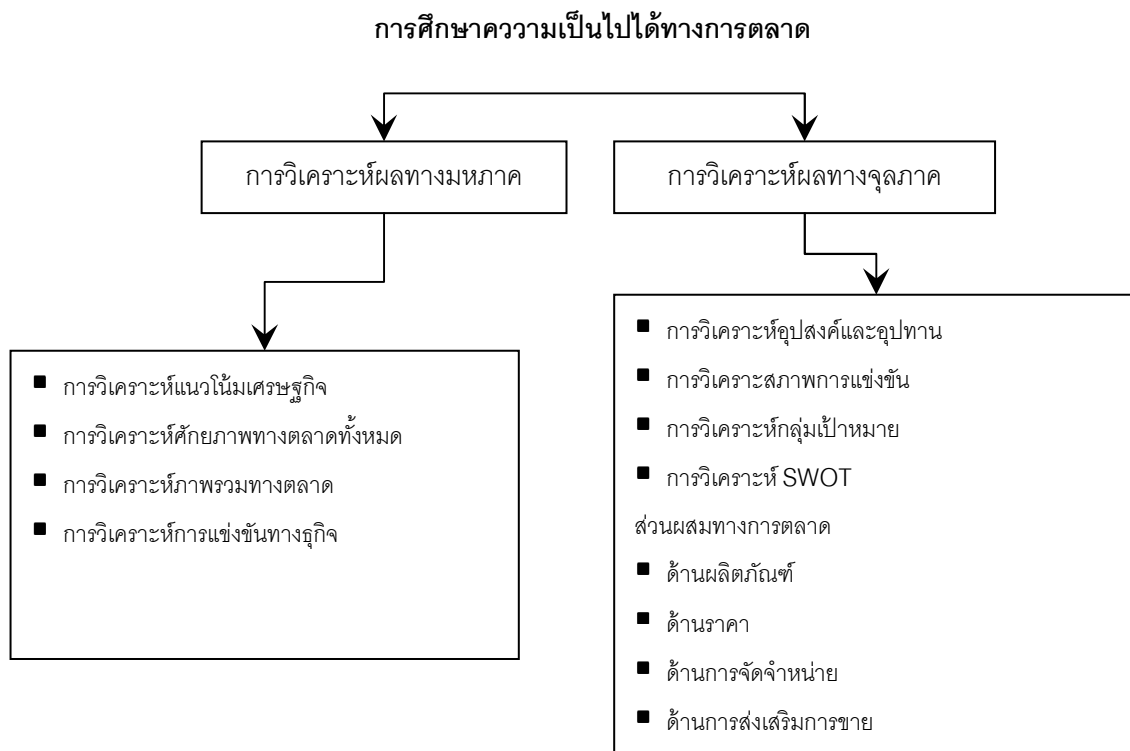 การศึกษาคววามเป็นไปได้ทางการตลาด
การวิเคราะห์ผลทางมหภาค
การวิเคราะห์ผลทางจุลภาค
■ การวิเคราะห์แนวโน้มเศรษฐกิจ
■ การวิเคราะห์ศักยภาพทางตลาดทั้งหมด
■ การวิเคราะห์ภาพรวมทางตลาด
■ การวิเคราะห์การแข่งขันทางธุกิจ
■ การวิเคราะห์อุปสงค์และอุปทาน
■ การวิเคราะสภาพการแข่งขัน
■ การวิเคราะห์กลุ่มเป้าหมาย
■ การวิเคราะห์ SWOT
ส่วนผสมทางการตลาด
■ ด้านผลิตภัณฑ์
■ ด้านราคา
■ ด้านการจัดจำหน่าย
■ ด้านการส่งเสริมการขาย